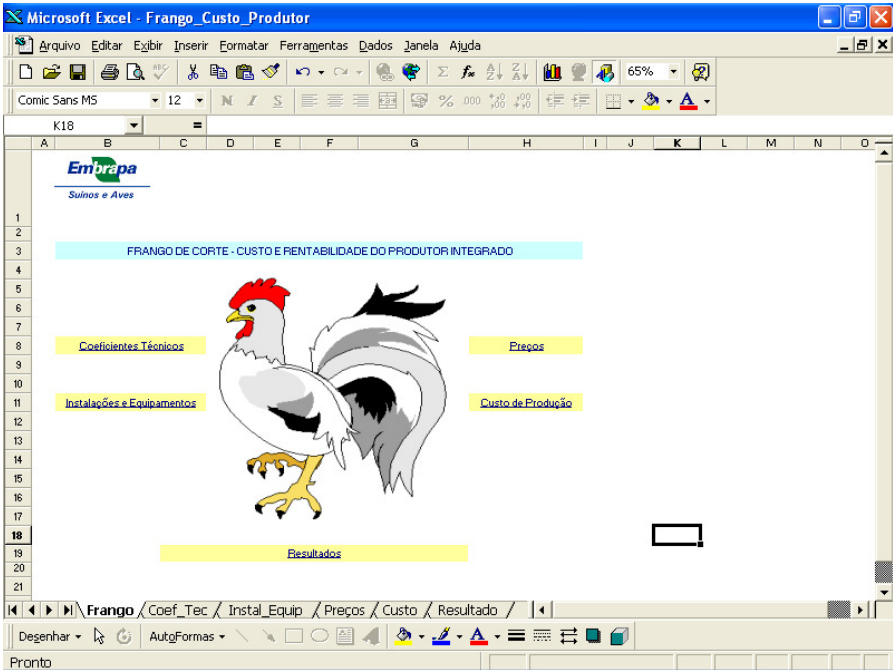 Microsoft Excel - Frango_Custo_Produtor
Arquivo Editar Exibir Inserir Formatar Ferramentas Dados Janela Ajuda
65%
Comic Sans MS 12 N I S % 000
K18 =
A B C D E F G H I J K L M N O
Embrapa
Suínos e Aves
1
2
3 FRANGO DE CORTE - CUSTO E RENTABILIDADE DO PRODUTOR INTEGRADO
4
5
6
7
8 Coeficientes Técnicos Preços
9
10
11 Instalações e Equipamentos Custo de Produção
12
13
14
15
16
17
18
19 Resultados
20
21
Frango Coef_Tec Instal_Equip Preços Custo Resultado
Desenhar AutoFormas
Pronto